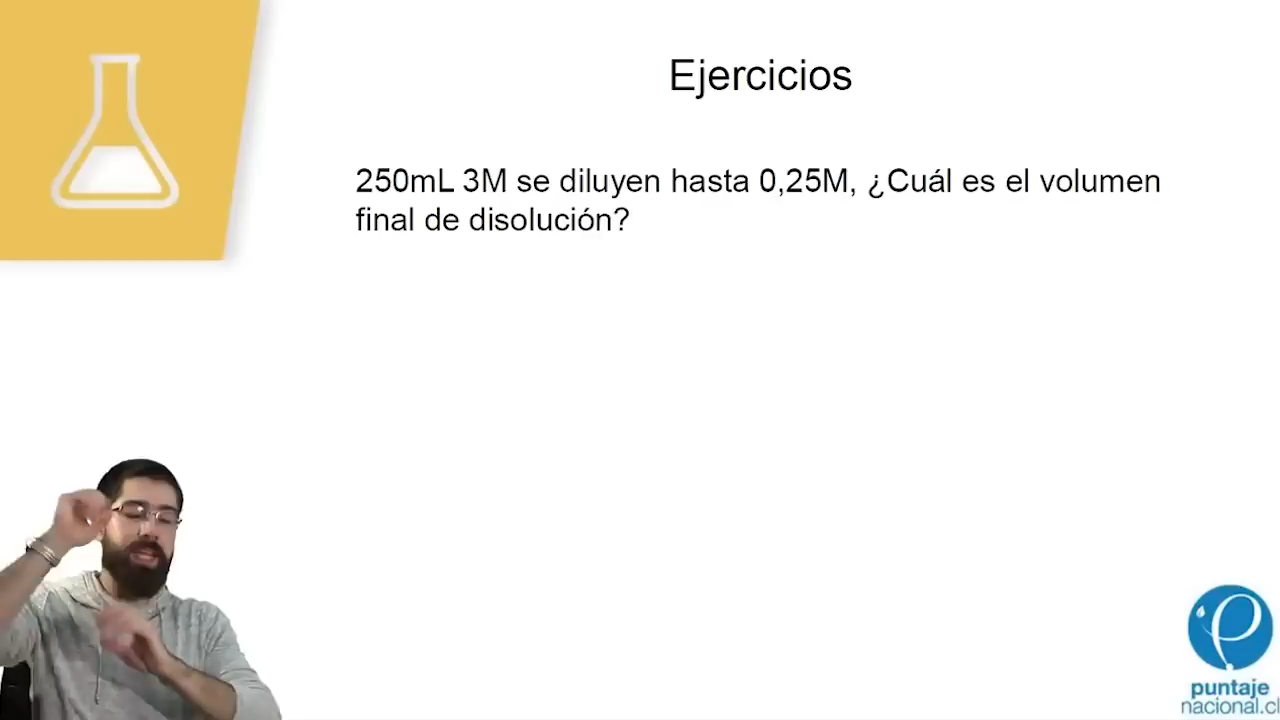 Ejercicios
250mL 3M se diluyen hasta 0,25M, ¿Cuál es el volumen
final de disolución?
puntaje
nacional.cl